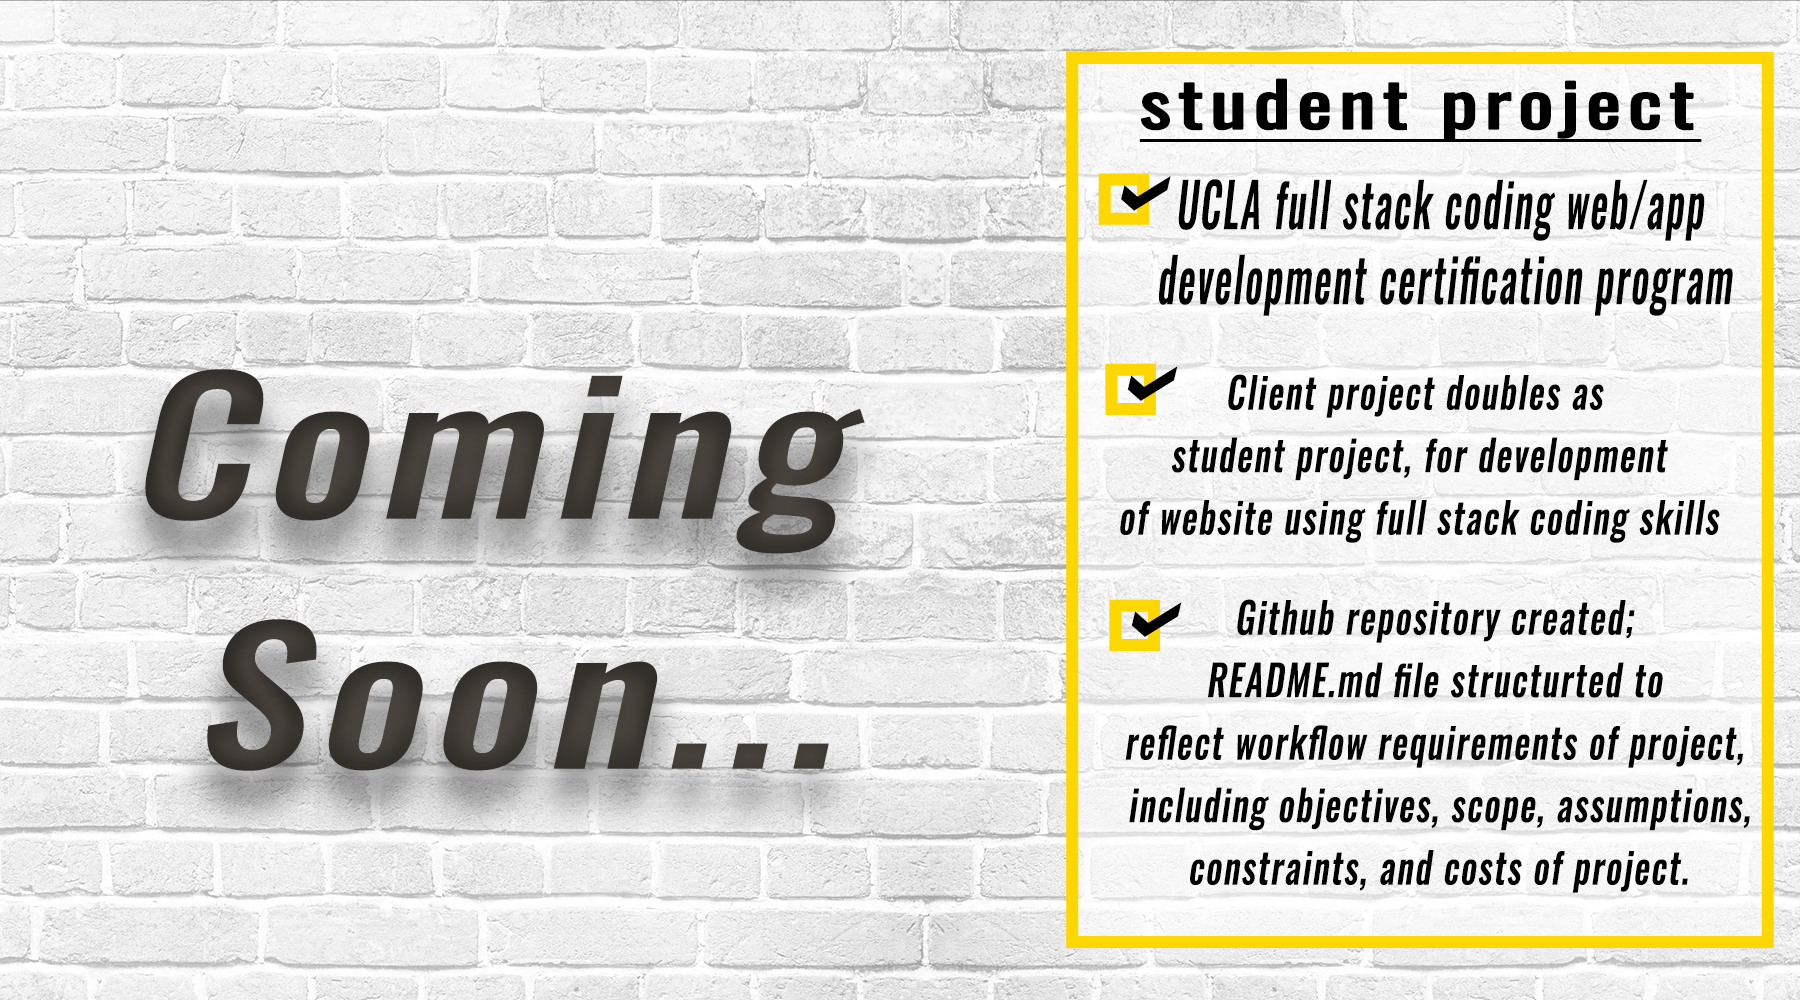 Coming
Soon...
student project
UCLA full stack coding web/app
development certification program
Client project doubles as
student project, for development
of website using full stack coding skills
Github repository created;
README.md file structurted to
reflect workflow requirements of project,
including objectives, scope, assumptions,
constraints, and costs of project.